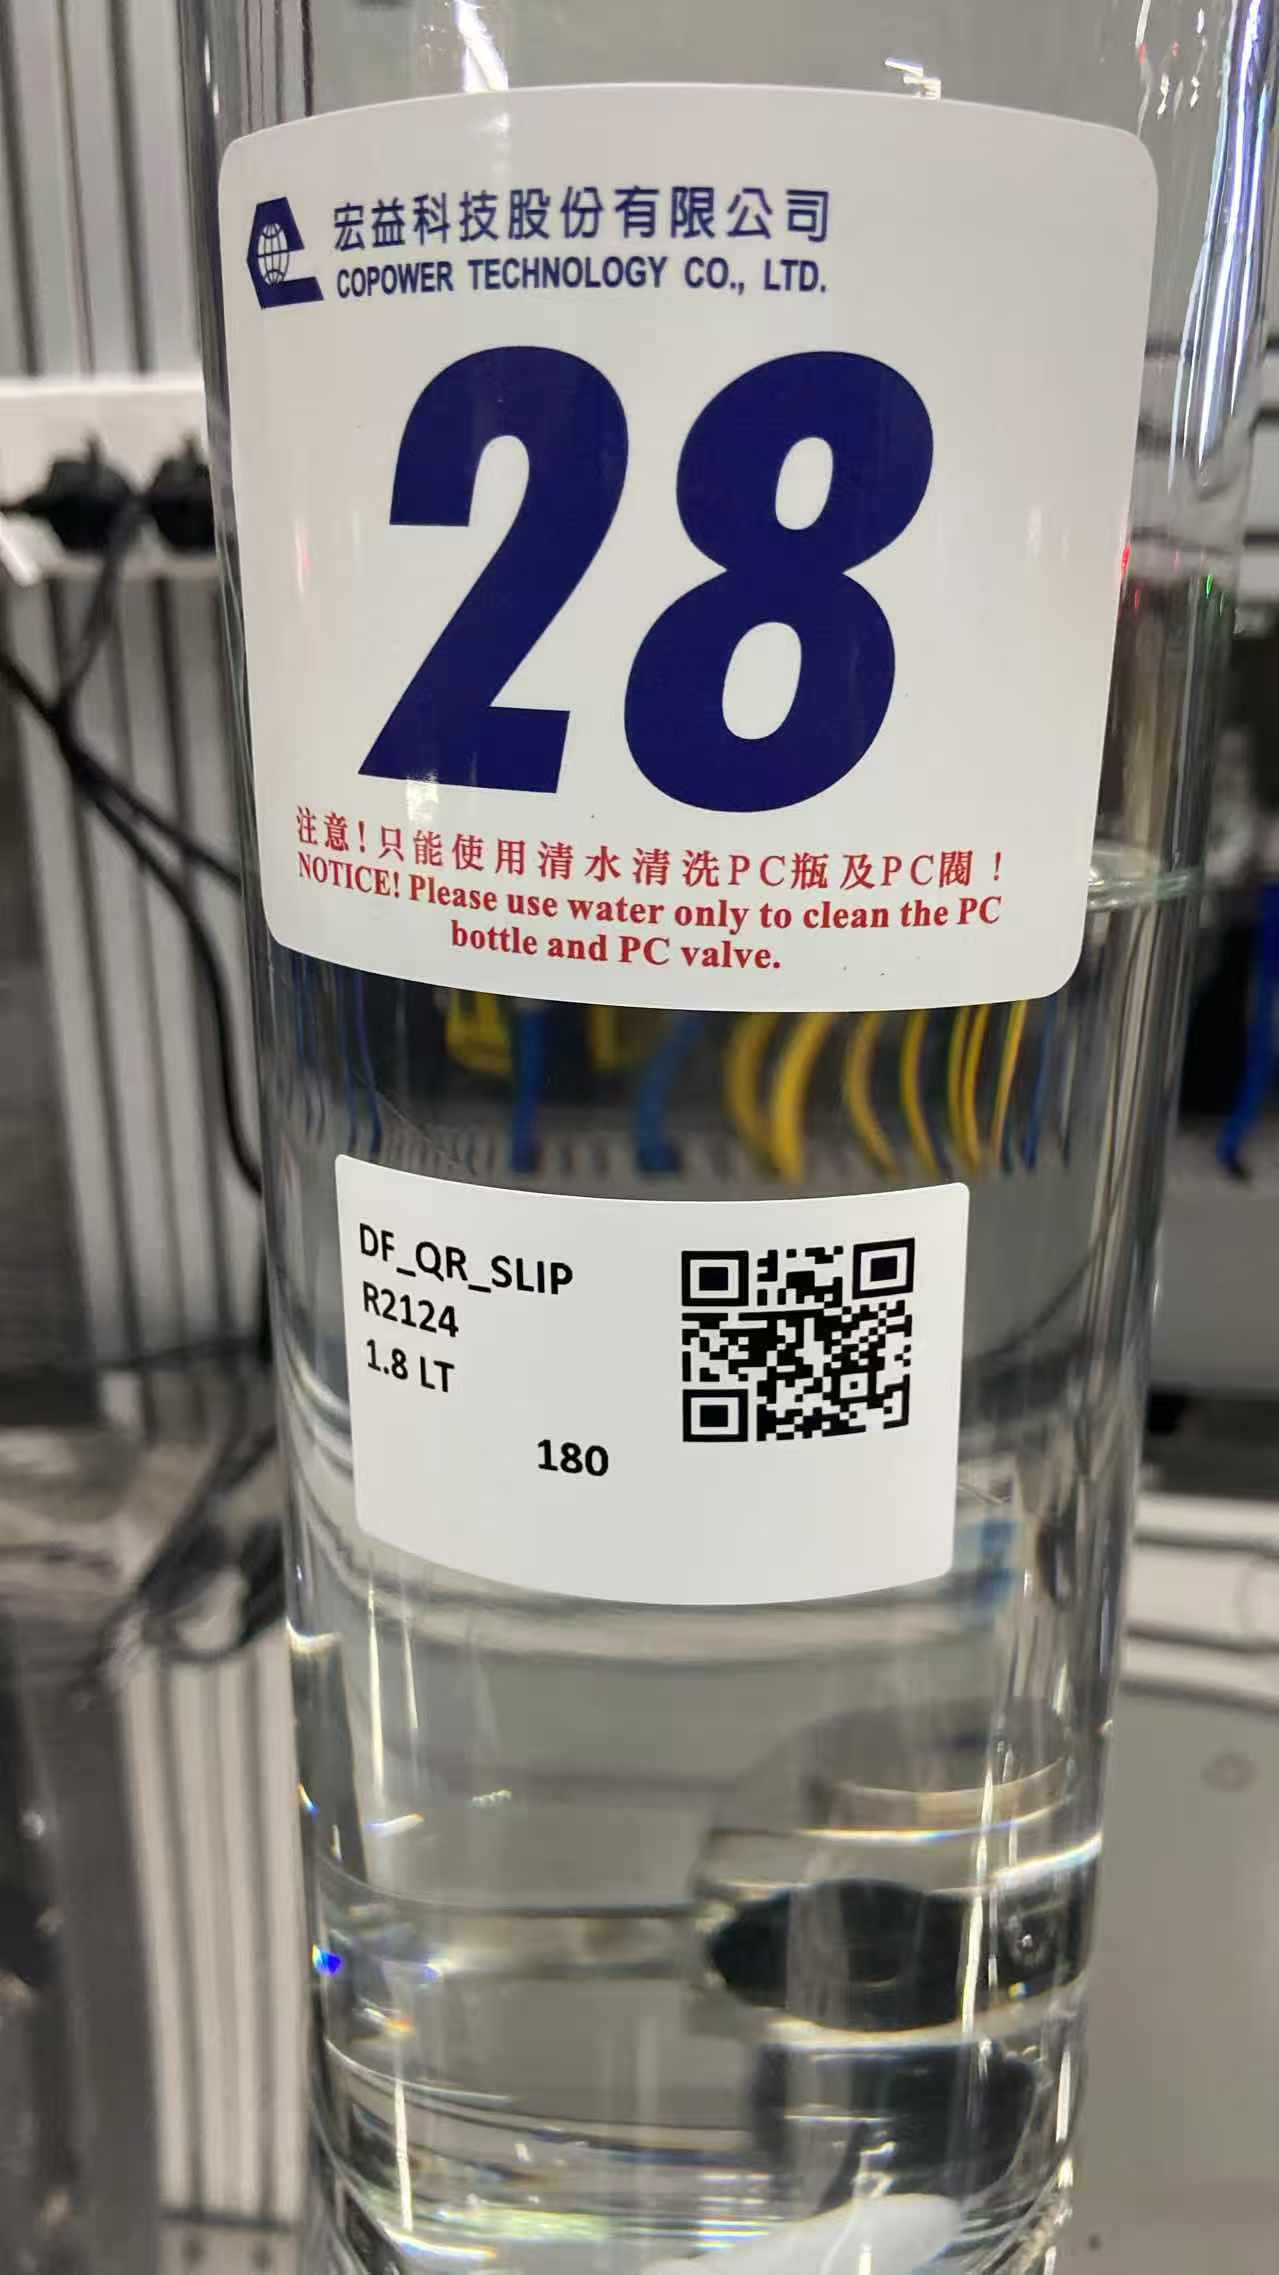 宏益科技股份有限公司
COPOWER TECHNOLOGY CO., LTD.
28
注意!只能使用清水清洗PC瓶及PC閥!
NOTICE! Please use water only to clean the PC
bottle and PC valve.
DF_QR_SLIP
R2124
1.8 LT
180